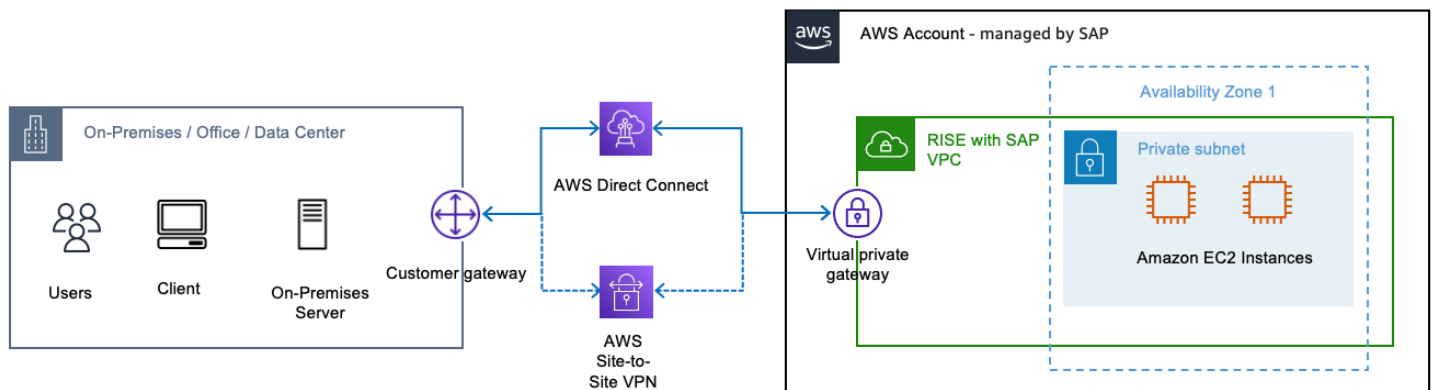 aws
AWS Account - managed by SAP
Availability Zone 1
On-Premises / Office / Data Center
RISE with SAP
VPC
Private subnet
AWS Direct Connect
Users
Client
On-Premises
Server
Customer gateway
Virtual private
gateway
Amazon EC2 Instances
AWS
Site-to-
Site VPN